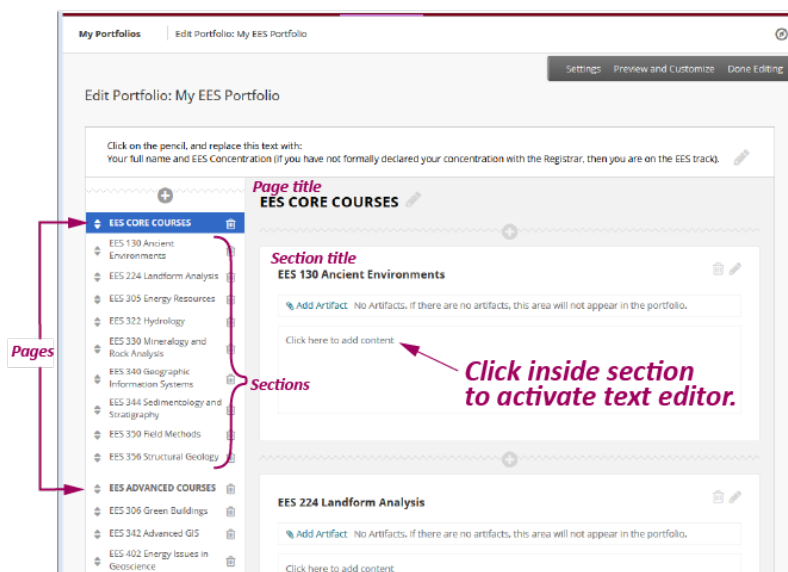 My Portfolios
Edit Portfolio: My EES Portfolio
Settings Preview and Customize Done Editing
Edit Portfolio: My EES Portfolio
Click on the pencil, and replace this text with:
Your full name and EES Concentration (if you have not formally declared your concentration with the Registrar, then you are on the EES track).
Page title
EES CORE COURSES
EES CORE COURSES
EES 130 Ancient
Environments
EES 224 Landform Analysis
EES 305 Energy Resources
EES 322 Hydrology
EES 330 Mineralogy and
Rock Analysis
EES 340 Geographic
Information Systems
EES 344 Sedimentology and
Stratigraphy
EES 350 Field Methods
EES 356 Structural Geology
EES ADVANCED COURSES
EES 306 Green Buildings
EES 342 Advanced GIS
EES 402 Energy Issues in
Geoscience
Pages
Sections
Section title
EES 130 Ancient Environments
Add Artifact No Artifacts. If there are no artifacts, this area will not appear in the portfolio.
Click here to add content
Click inside section
to activate text editor.
EES 224 Landform Analysis
Add Artifact No Artifacts. If there are no artifacts, this area will not appear in the portfolio.
Click here to add content